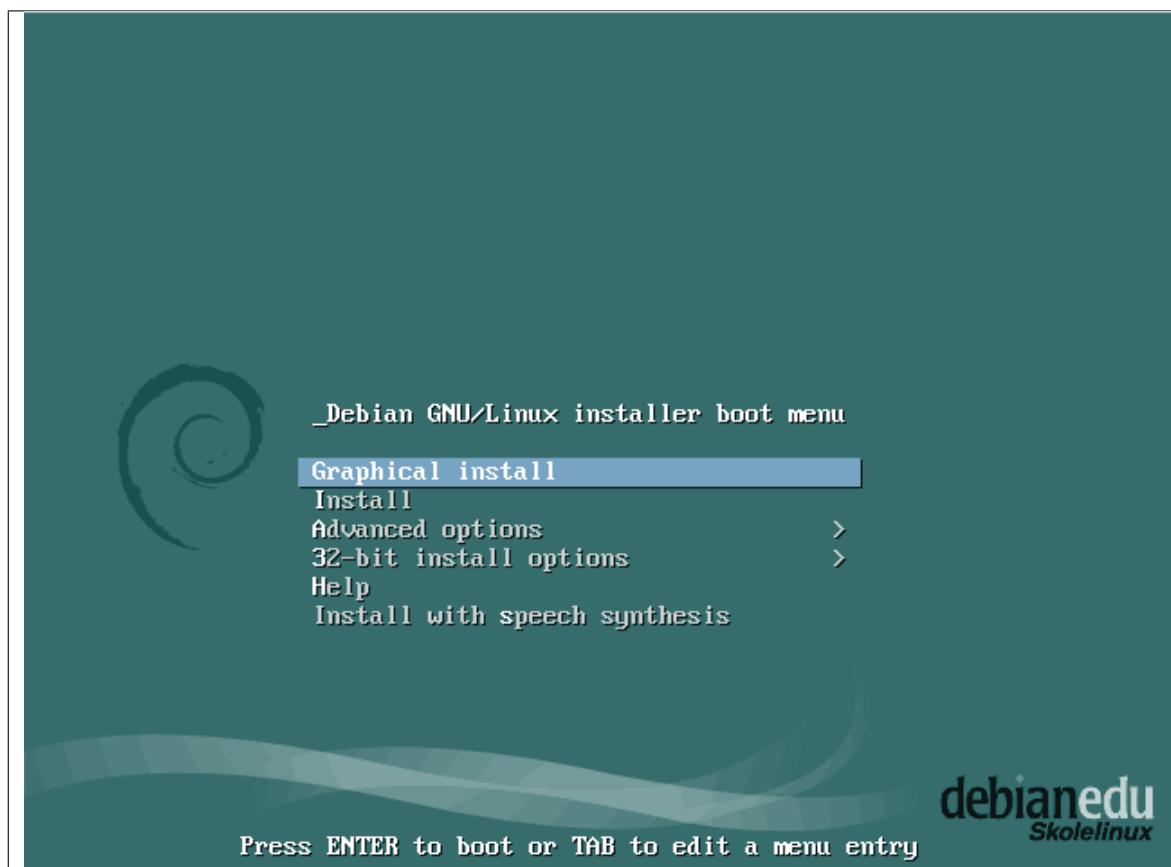 _Debian GNU/Linux installer boot menu
Graphical install
Install
Advanced options >
32-bit install options >
Help
Install with speech synthesis
debianedu
Skolelinux
Press ENTER to boot or TAB to edit a menu entry